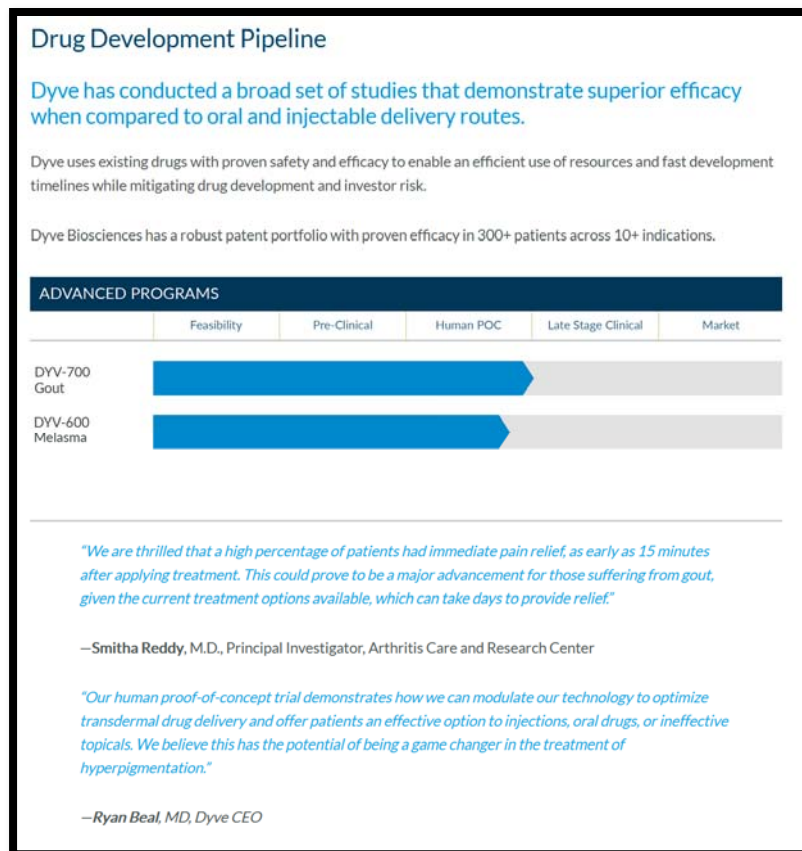 Drug Development Pipeline
Dyve has conducted a broad set of studies that demonstrate superior efficacy
when compared to oral and injectable delivery routes.
Dyve uses existing drugs with proven safety and efficacy to enable an efficient use of resources and fast development
timelines while mitigating drug development and investor risk.
Dyve Biosciences has a robust patent portfolio with proven efficacy in 300+ patients across 10+ indications.
ADVANCED PROGRAMS
Feasibility Pre-Clinical Human POC Late Stage Clinical Market
DYV-700
Gout
DYV-600
Melasma
“We are thrilled that a high percentage of patients had immediate pain relief, as early as 15 minutes
after applying treatment. This could prove to be a major advancement for those suffering from gout,
given the current treatment options available, which can take days to provide relief.”
—Smitha Reddy, M.D., Principal Investigator, Arthritis Care and Research Center
“Our human proof-of-concept trial demonstrates how we can modulate our technology to optimize
transdermal drug delivery and offer patients an effective option to injections, oral drugs, or ineffective
topicals. We believe this has the potential of being a game changer in the treatment of
hyperpigmentation.”
—Ryan Beal, MD, Dyve CEO